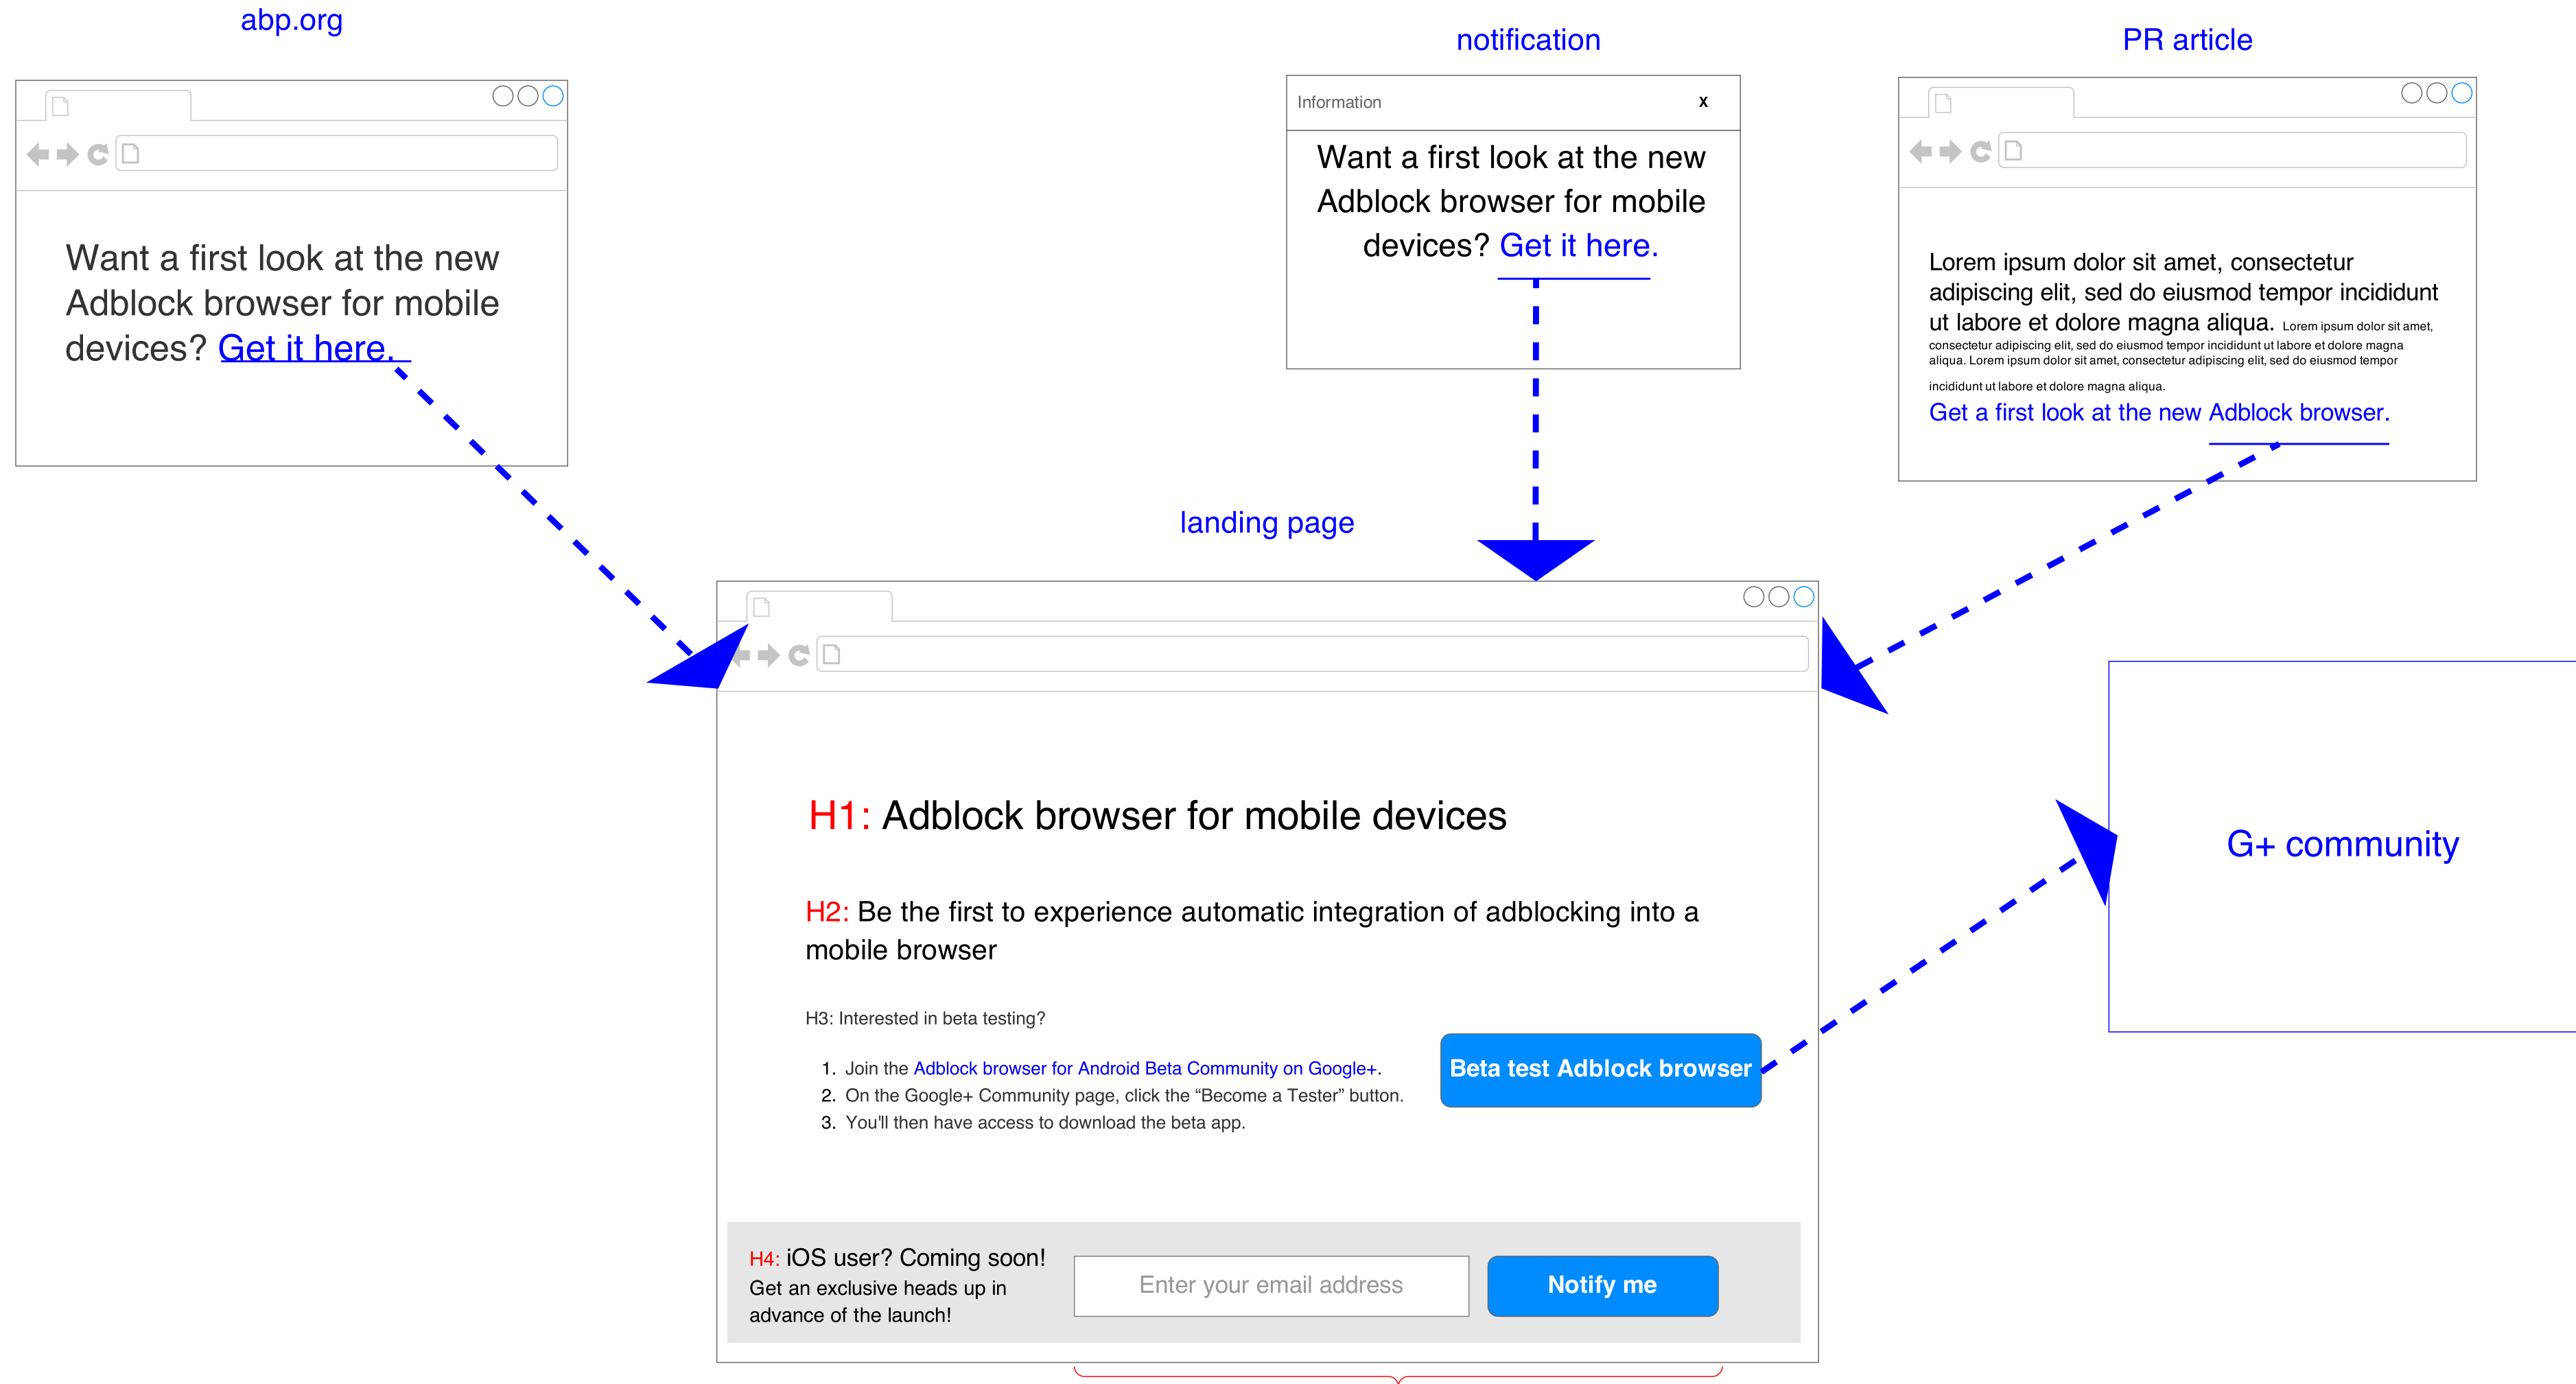 abp.org
Want a first look at the new
Adblock browser for mobile
devices? Get it here.
notification
Information
X
Want a first look at the new
Adblock browser for mobile
devices? Get it here.
PR article
Lorem ipsum dolor sit amet, consectetur
adipiscing elit, sed do eiusmod tempor incididunt
ut labore et dolore magna aliqua. Lorem ipsum dolor sit amet,
consectetur adipiscing elit, sed do eiusmod tempor incididunt ut labore et dolore magna
aliqua. Lorem ipsum dolor sit amet, consectetur adipiscing elit, sed do eiusmod tempor
incididunt ut labore et dolore magna aliqua.
Get a first look at the new Adblock browser.
landing page
H1: Adblock browser for mobile devices
H2: Be the first to experience automatic integration of adblocking into a
mobile browser
H3: Interested in beta testing?
1. Join the Adblock browser for Android Beta Community on Google+.
2. On the Google+ Community page, click the “Become a Tester” button.
3. You'll then have access to download the beta app.
Beta test Adblock browser
G+ community
H4: iOS user? Coming soon!
Get an exclusive heads up in
advance of the launch!
Enter your email address
Notify me